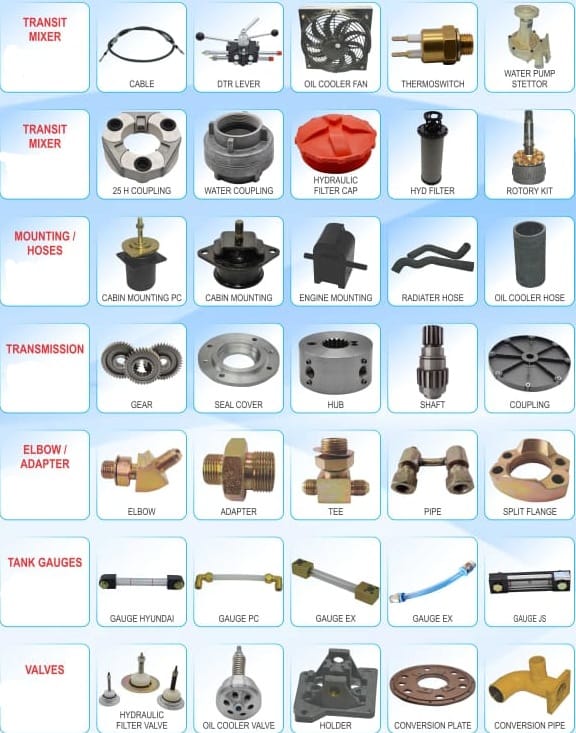 TRANSIT
MIXER
CABLE
DTR LEVER
OIL COOLER FAN
THERMOSWITCH
WATER PUMP
STETTOR
TRANSIT
MIXER
25 H COUPLING
WATER COUPLING
HYDRAULIC
FILTER CAP
HYD FILTER
ROTORY KIT
MOUNTING /
HOSES
CABIN MOUNTING PC
CABIN MOUNTING
ENGINE MOUNTING
RADIATER HOSE
OIL COOLER HOSE
TRANSMISSION
GEAR
SEAL COVER
HUB
SHAFT
COUPLING
ELBOW /
ADAPTER
ELBOW
ADAPTER
TEE
PIPE
SPLIT FLANGE
TANK GAUGES
GAUGE HYUNDAI
GAUGE PC
GAUGE EX
GAUGE EX
GAUGE JS
VALVES
HYDRAULIC
FILTER VALVE
OIL COOLER VALVE
HOLDER
CONVERSION PLATE
CONVERSION PIPE